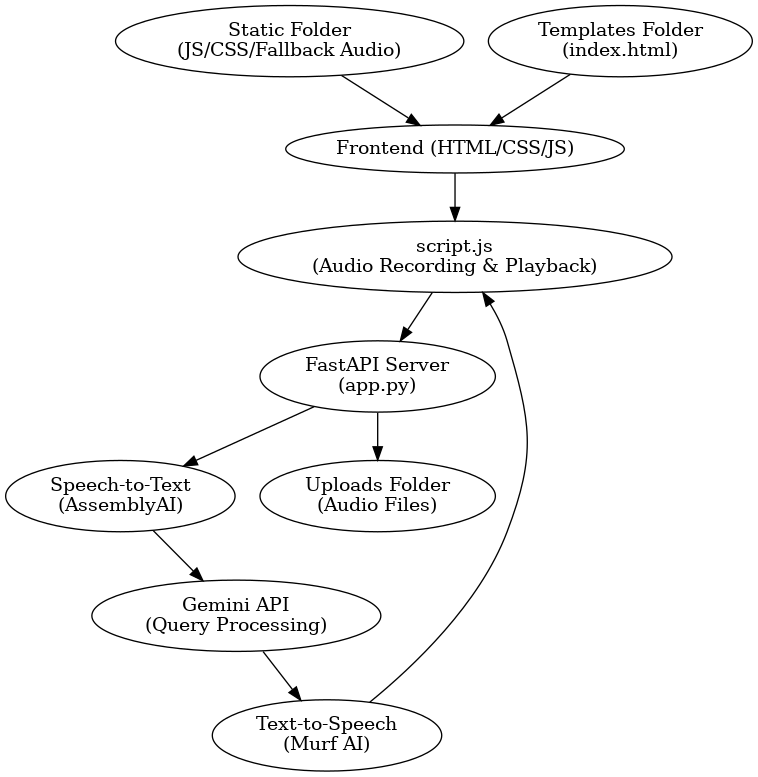 Static Folder
(JS/CSS/Fallback Audio)
Templates Folder
(index.html)
Frontend (HTML/CSS/JS)
script.js
(Audio Recording & Playback)
FastAPI Server
(app.py)
Speech-to-Text
(AssemblyAI)
Uploads Folder
(Audio Files)
Gemini API
(Query Processing)
Text-to-Speech
(Murf AI)